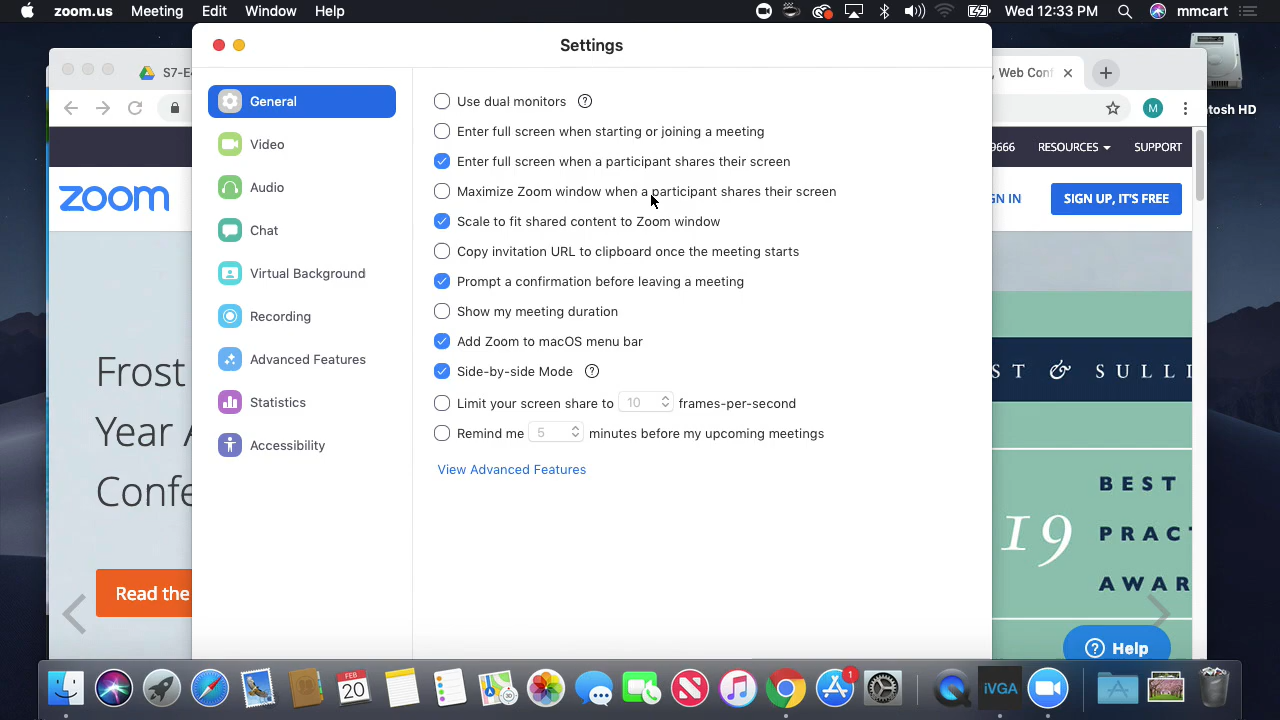 zoom.us Meeting Edit Window Help Wed 12:33 PM mmcart
Settings
S7-E
, Web Conf
M
tosh HD
General
Video
Audio
Chat
Virtual Background
Recording
Advanced Features
Statistics
Accessibility
Use dual monitors ?
Enter full screen when starting or joining a meeting
Enter full screen when a participant shares their screen
Maximize Zoom window when a participant shares their screen
Scale to fit shared content to Zoom window
Copy invitation URL to clipboard once the meeting starts
Prompt a confirmation before leaving a meeting
Show my meeting duration
Add Zoom to macOS menu bar
Side-by-side Mode ?
Limit your screen share to 10 frames-per-second
Remind me 5 minutes before my upcoming meetings
View Advanced Features
9666 RESOURCES SUPPORT
zoom
GN IN SIGN UP, IT'S FREE
Frost
Year A
Confe
Read the
ST & SULLI
BEST
19 PRACT
AWAR
? Help
FEB
20
1
iVGA